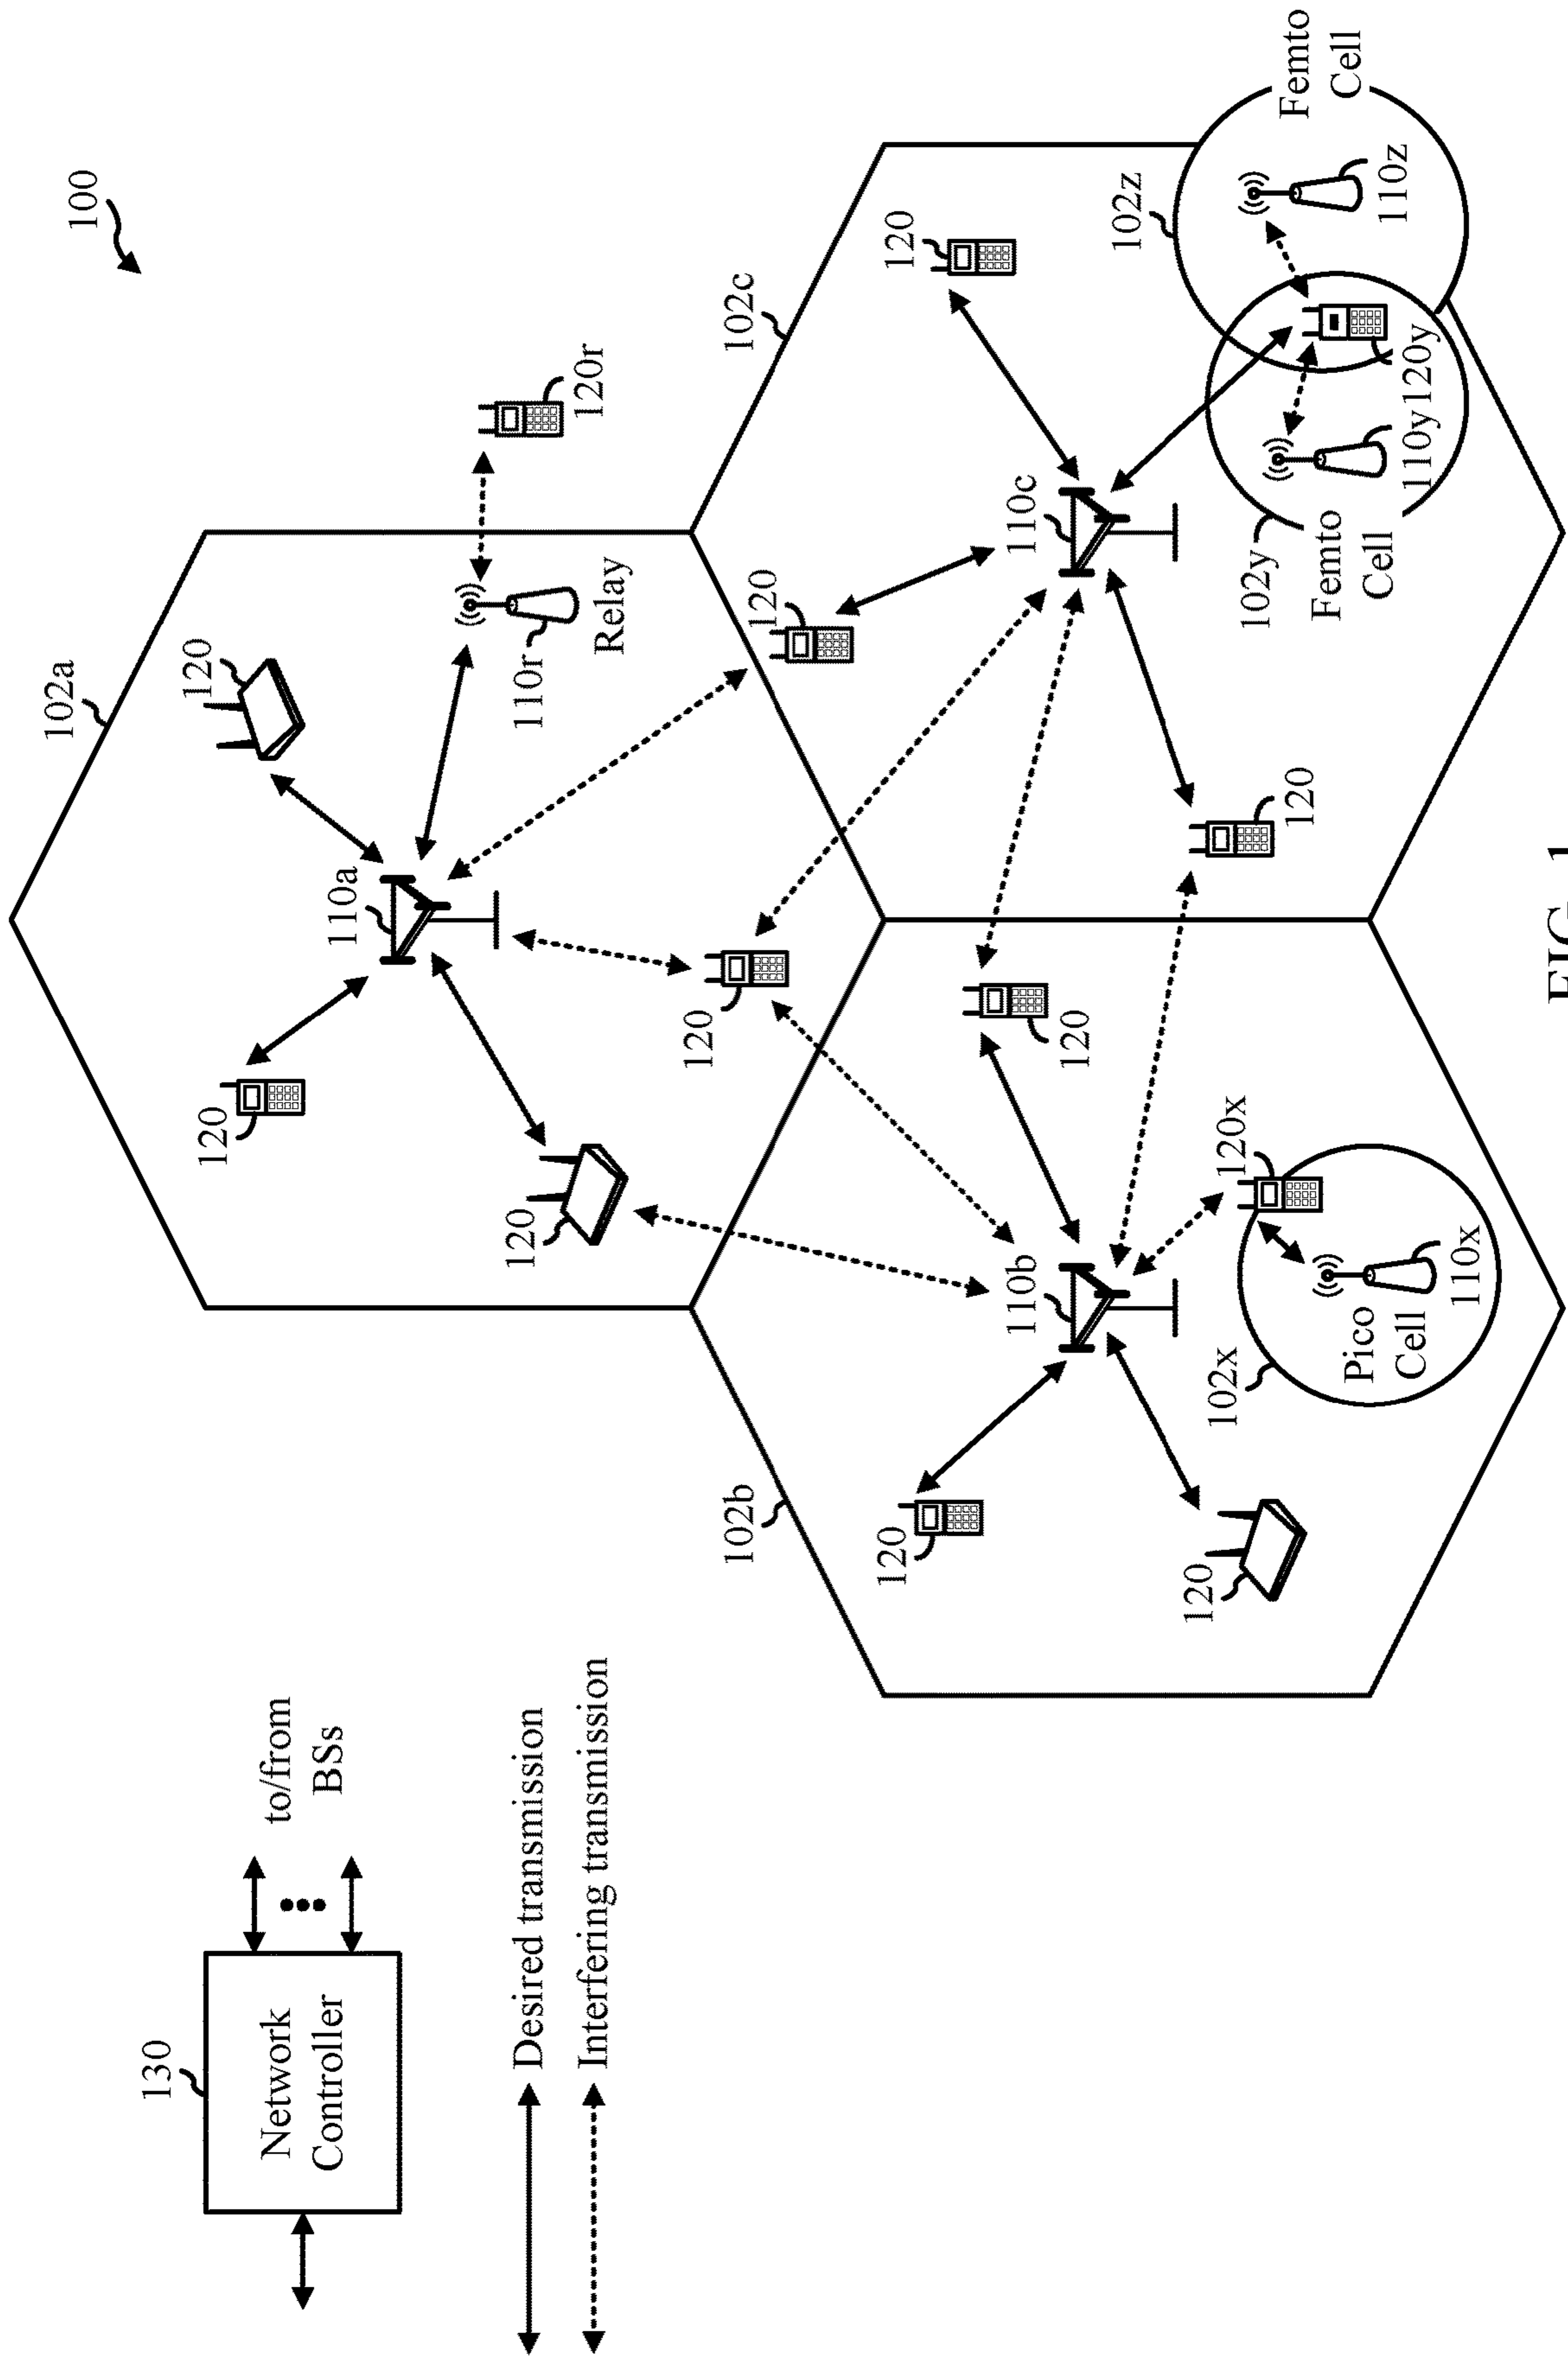 102a
100
130
120
120
Network
Controller
to/from
BSs
110a
120
110r
Desired transmission
Interfering transmission
120r
Relay
120
102b
102c
120
120
120
110b
110c
120
102z
120
102x
120x
102y
120
Femto
Cell
Femto
Cell
Pico
Cell
110z
110y
120y
110x
FIG. 1